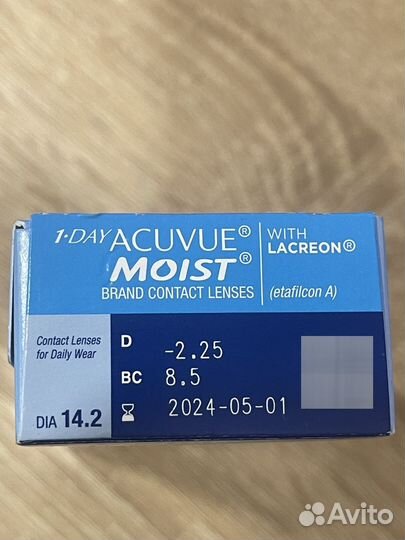 1·DAY ACUVUE® WITH
MOIST® LACREON®
BRAND CONTACT LENSES (etafilcon A)
Contact Lenses
for Daily Wear
D -2.25
BC 8.5
2024-05-01
DIA 14.2
Avito